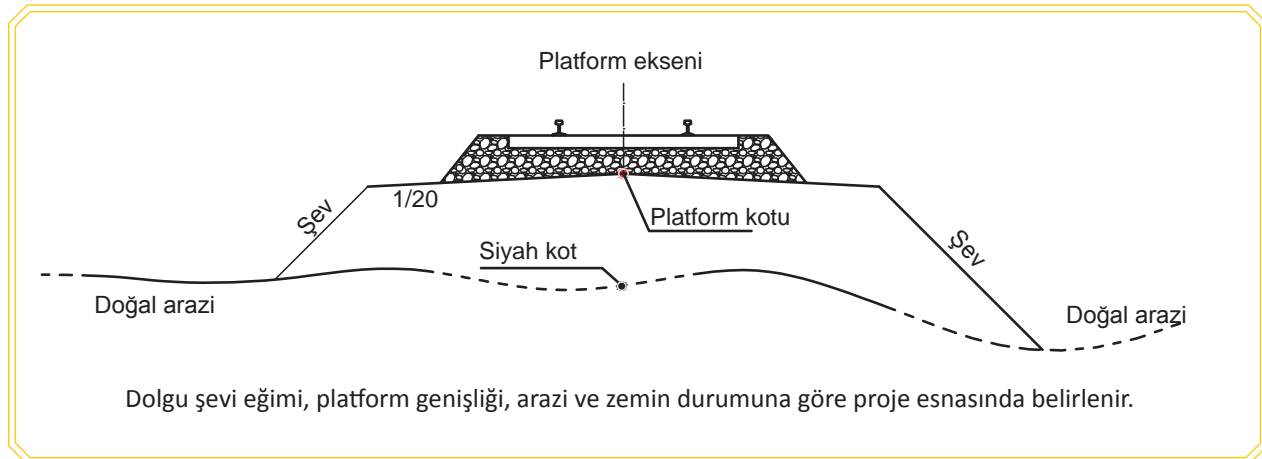 Platform ekseni
1/20
Şev
Platform kotu
Şev
Siyah kot
Doğal arazi
Doğal arazi
Dolgu şevi eğimi, platform genişliği, arazi ve zemin durumuna göre proje esnasında belirlenir.